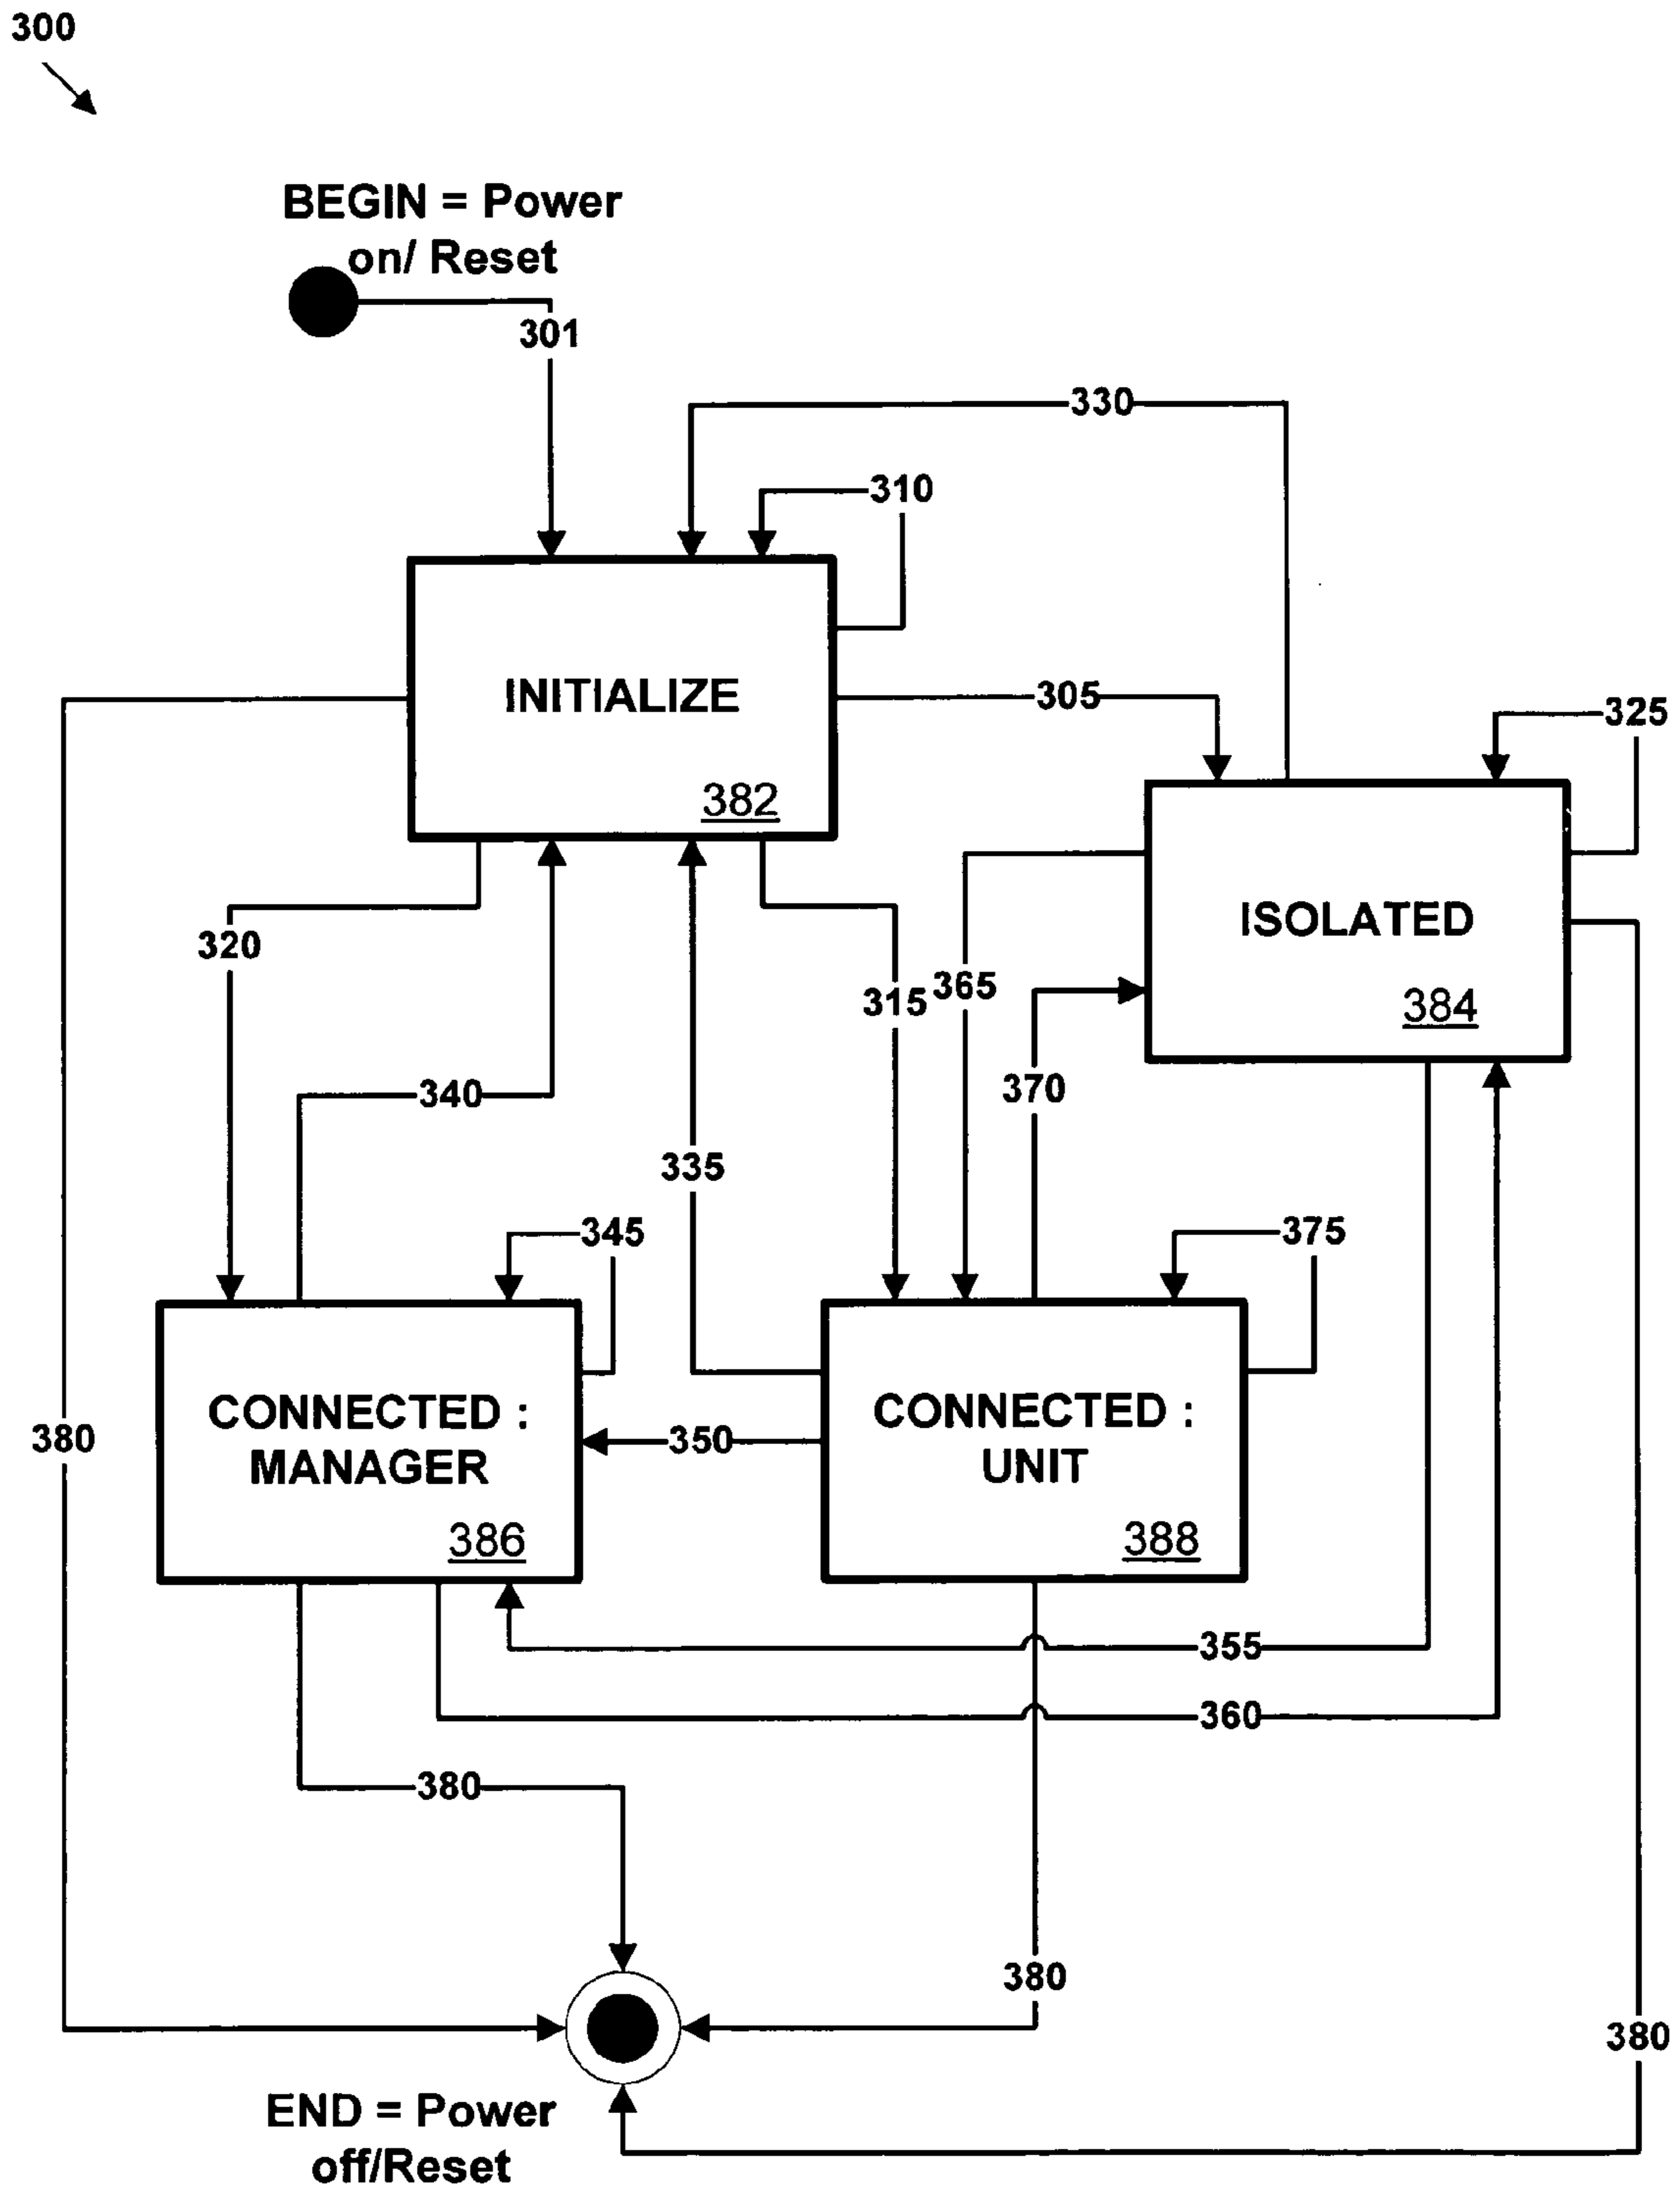 300
BEGIN = Power
on/ Reset
301
330
310
INITIALIZE
305
325
382
320
ISOLATED
365
315
384
370
340
335
345
375
CONNECTED :
MANAGER
350
CONNECTED :
UNIT
380
386
388
355
360
380
380
380
END = Power
off/Reset